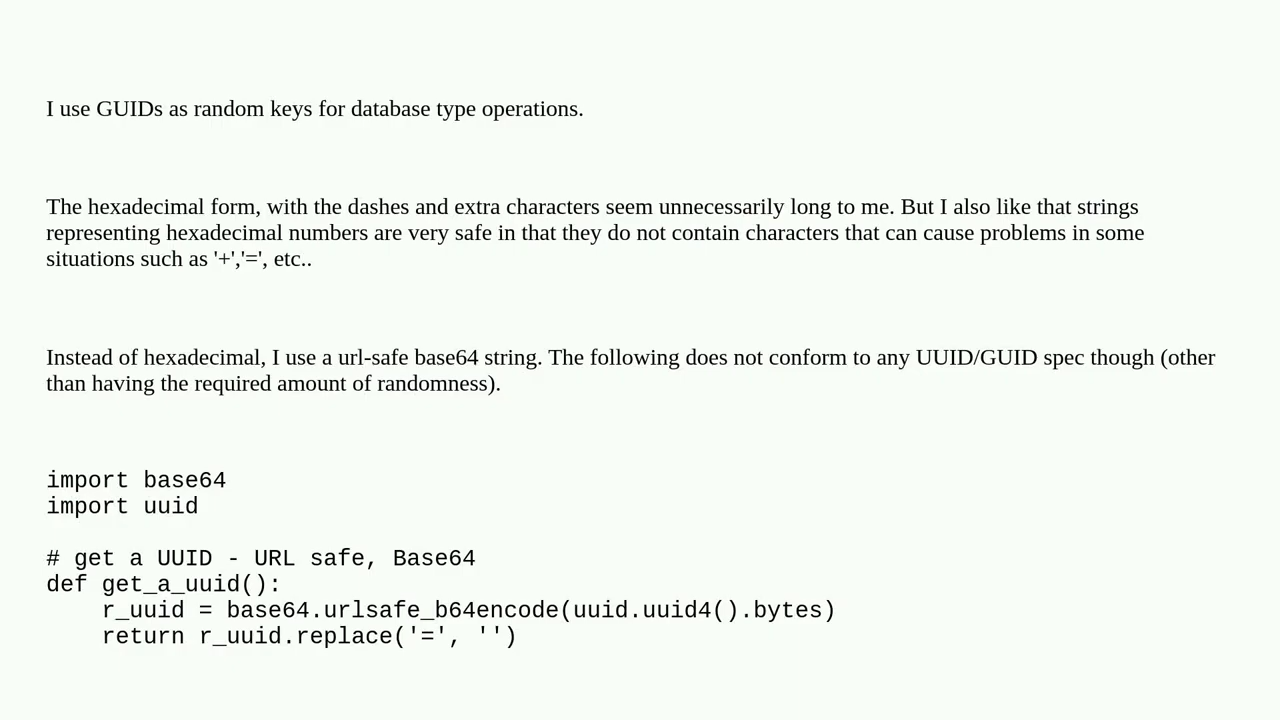 I use GUIDs as random keys for database type operations.
The hexadecimal form, with the dashes and extra characters seem unnecessarily long to me. But I also like that strings
representing hexadecimal numbers are very safe in that they do not contain characters that can cause problems in some
situations such as '+','=', etc..
Instead of hexadecimal, I use a url-safe base64 string. The following does not conform to any UUID/GUID spec though (other
than having the required amount of randomness).
import base64
import uuid
# get a UUID - URL safe, Base64
def get_a_uuid():
    r_uuid = base64.urlsafe_b64encode(uuid.uuid4().bytes)
    return r_uuid.replace('=', '')